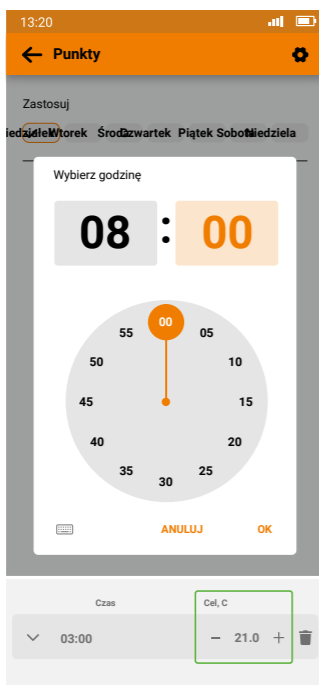 13:20
Punkty
Zastosuj
Wtorek Środa Czwartek Piątek Sobota Niedziela
Wybierz godzinę
08 : 00
00
55 05
50 10
45 15
40 20
35 25
30
ANULUJ OK
Czas Cel, C
03:00 − 21.0 +